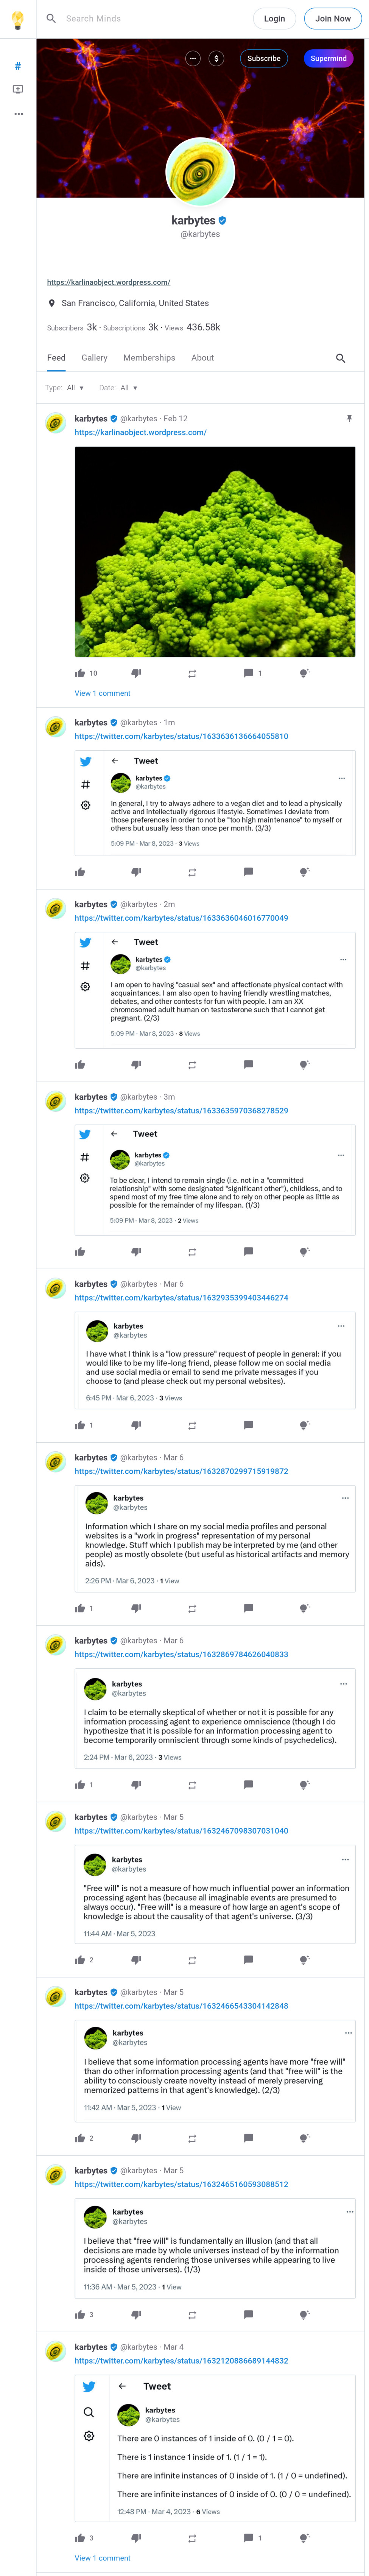 Search Minds
Login
Join Now
#
$
Subscribe
Supermind
karbytes
@karbytes
https://karlinaobject.wordpress.com/
San Francisco, California, United States
Subscribers 3k · Subscriptions 3k · Views 436.58k
Feed
Gallery
Memberships
About
Type: All ▾ Date: All ▾
karbytes @karbytes · Feb 12
https://karlinaobject.wordpress.com/
10
1
View 1 comment
karbytes @karbytes · 1m
https://twitter.com/karbytes/status/1633636136664055810
← Tweet
karbytes
@karbytes
In general, I try to always adhere to a vegan diet and to lead a physically
active and intellectually rigorous lifestyle. Sometimes I deviate from
those preferences in order to not be "too high maintenance" to myself or
others but usually less than once per month. (3/3)
5:09 PM · Mar 8, 2023 · 3 Views
karbytes @karbytes · 2m
https://twitter.com/karbytes/status/1633636046016770049
← Tweet
karbytes
@karbytes
I am open to having "casual sex" and affectionate physical contact with
acquaintances. I am also open to having friendly wrestling matches,
debates, and other contests for fun with people. I am an XX
chromosomed adult human on testosterone such that I cannot get
pregnant. (2/3)
5:09 PM · Mar 8, 2023 · 8 Views
karbytes @karbytes · 3m
https://twitter.com/karbytes/status/1633635970368278529
← Tweet
karbytes
@karbytes
To be clear, I intend to remain single (i.e. not in a "committed
relationship" with some designated "significant other"), childless, and to
spend most of my free time alone and to rely on other people as little as
possible for the remainder of my lifespan. (1/3)
5:09 PM · Mar 8, 2023 · 2 Views
karbytes @karbytes · Mar 6
https://twitter.com/karbytes/status/1632935399403446274
karbytes
@karbytes
I have what I think is a "low pressure" request of people in general: if you
would like to be my life-long friend, please follow me on social media
and use social media or email to send me private messages if you
choose to (and please check out my personal websites).
6:45 PM · Mar 6, 2023 · 3 Views
1
karbytes @karbytes · Mar 6
https://twitter.com/karbytes/status/1632870299715919872
karbytes
@karbytes
Information which I share on my social media profiles and personal
websites is a "work in progress" representation of my personal
knowledge. Stuff which I publish may be interpreted by me (and other
people) as mostly obsolete (but useful as historical artifacts and memory
aids).
2:26 PM · Mar 6, 2023 · 1 View
1
karbytes @karbytes · Mar 6
https://twitter.com/karbytes/status/1632869784626040833
karbytes
@karbytes
I claim to be eternally skeptical of whether or not it is possible for any
information processing agent to experience omniscience (though I do
hypothesize that it is possible for an information processing agent to
become temporarily omniscient through some kinds of psychedelics).
2:24 PM · Mar 6, 2023 · 3 Views
1
karbytes @karbytes · Mar 5
https://twitter.com/karbytes/status/1632467098307031040
karbytes
@karbytes
"Free will" is not a measure of how much influential power an information
processing agent has (because all imaginable events are presumed to
always occur). "Free will" is a measure of how large an agent's scope of
knowledge is about the causality of that agent's universe. (3/3)
11:44 AM · Mar 5, 2023
2
karbytes @karbytes · Mar 5
https://twitter.com/karbytes/status/1632466543304142848
karbytes
@karbytes
I believe that some information processing agents have more "free will"
than do other information processing agents (and that "free will" is the
ability to consciously create novelty instead of merely preserving
memorized patterns in that agent's knowledge). (2/3)
11:42 AM · Mar 5, 2023 · 1 View
2
karbytes @karbytes · Mar 5
https://twitter.com/karbytes/status/1632465160593088512
karbytes
@karbytes
I believe that "free will" is fundamentally an illusion (and that all
decisions are made by whole universes instead of by the information
processing agents rendering those universes while appearing to live
inside of those universes). (1/3)
11:36 AM · Mar 5, 2023 · 1 View
3
karbytes @karbytes · Mar 4
https://twitter.com/karbytes/status/1632120886689144832
← Tweet
karbytes
@karbytes
There are 0 instances of 1 inside of 0. (0 / 1 = 0).
There is 1 instance 1 inside of 1. (1 / 1 = 1).
There are infinite instances of 0 inside of 1. (1 / 0 = undefined).
There are infinite instances of 0 inside of 0. (0 / 0 = undefined).
12:48 PM · Mar 4, 2023 · 6 Views
3
1
View 1 comment